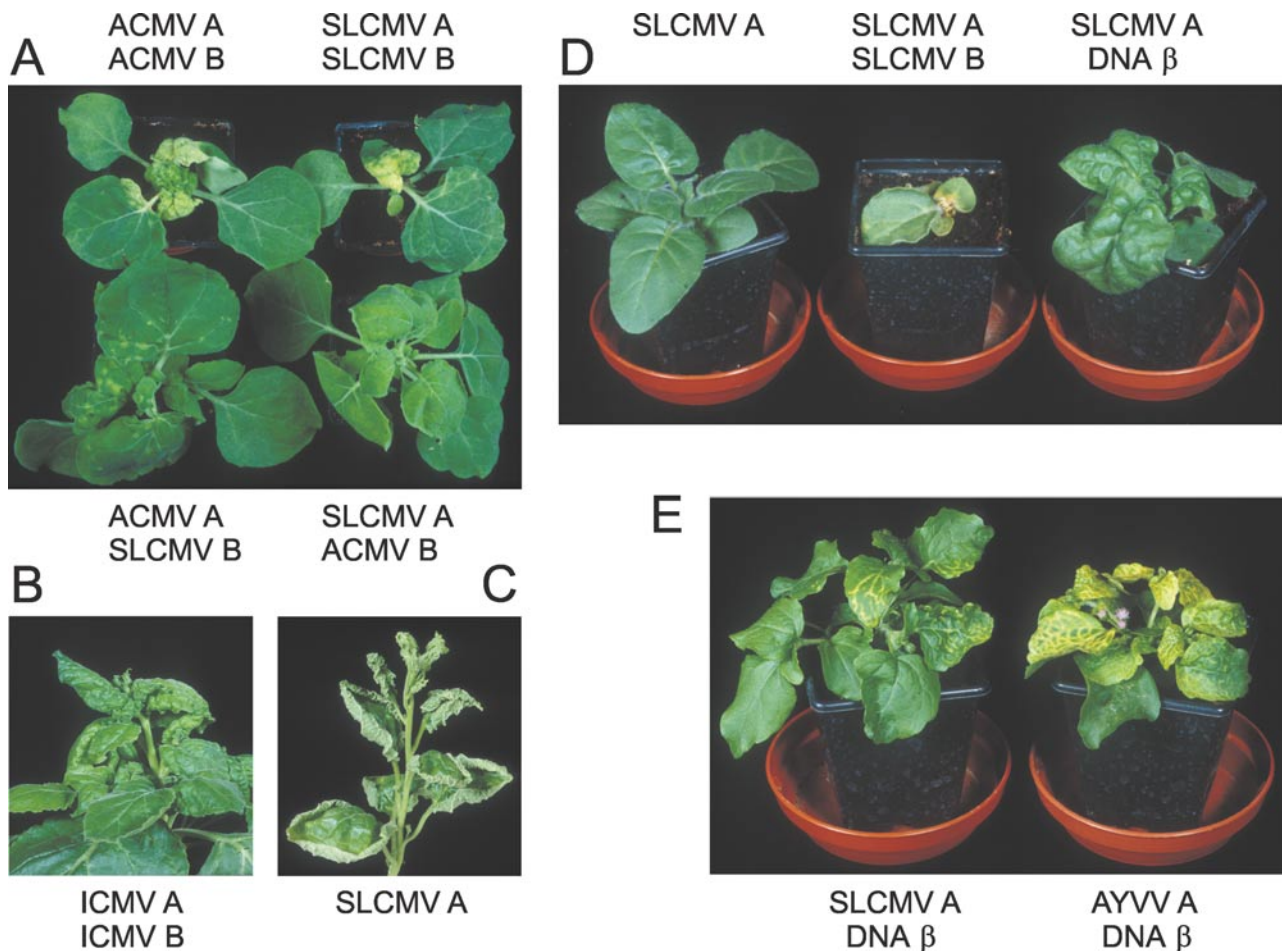 A
ACMV A
ACMV B
SLCMV A
SLCMV B
ACMV A
SLCMV B
SLCMV A
ACMV B
B
ICMV A
ICMV B
C
SLCMV A
D
SLCMV A
SLCMV A
SLCMV B
SLCMV A
DNA β
E
SLCMV A
DNA β
AYVV A
DNA β